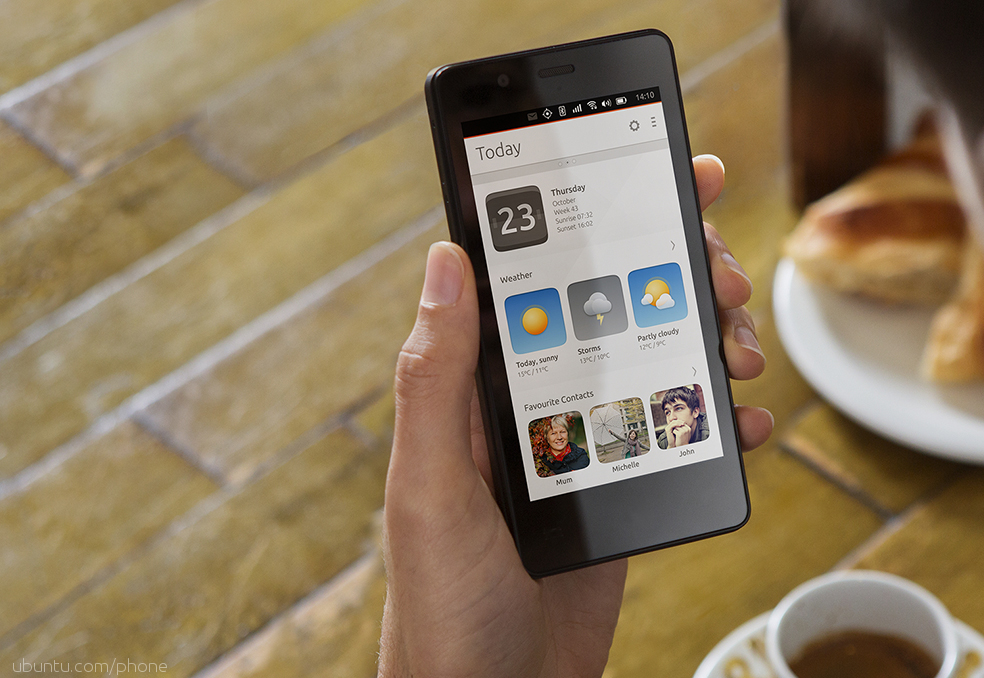 14:10
Today
23
Thursday
October
Week 43
Sunrise 07:32
Sunset 16:02
Weather
Today, sunny
15°C / 11°C
Storms
13°C / 10°C
Partly cloudy
12°C / 9°C
Favourite Contacts
Mum
Michelle
John
ubuntu.com/phone